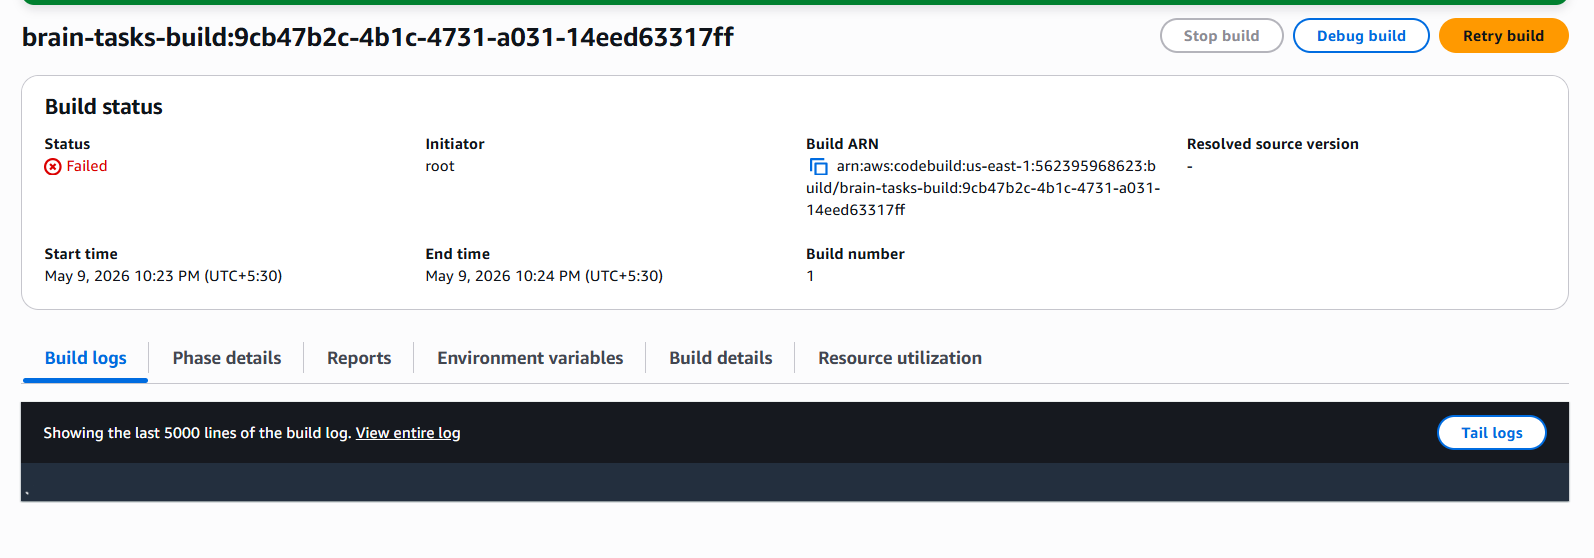 brain-tasks-build:9cb47b2c-4b1c-4731-a031-14eed63317ff
Stop build
Debug build
Retry build
Build status
Status
Failed
Initiator
root
Build ARN
arn:aws:codebuild:us-east-1:562395968623:b
uild/brain-tasks-build:9cb47b2c-4b1c-4731-a031-
14eed63317ff
Resolved source version
-
Start time
May 9, 2026 10:23 PM (UTC+5:30)
End time
May 9, 2026 10:24 PM (UTC+5:30)
Build number
1
Build logs
Phase details
Reports
Environment variables
Build details
Resource utilization
Showing the last 5000 lines of the build log. View entire log
Tail logs